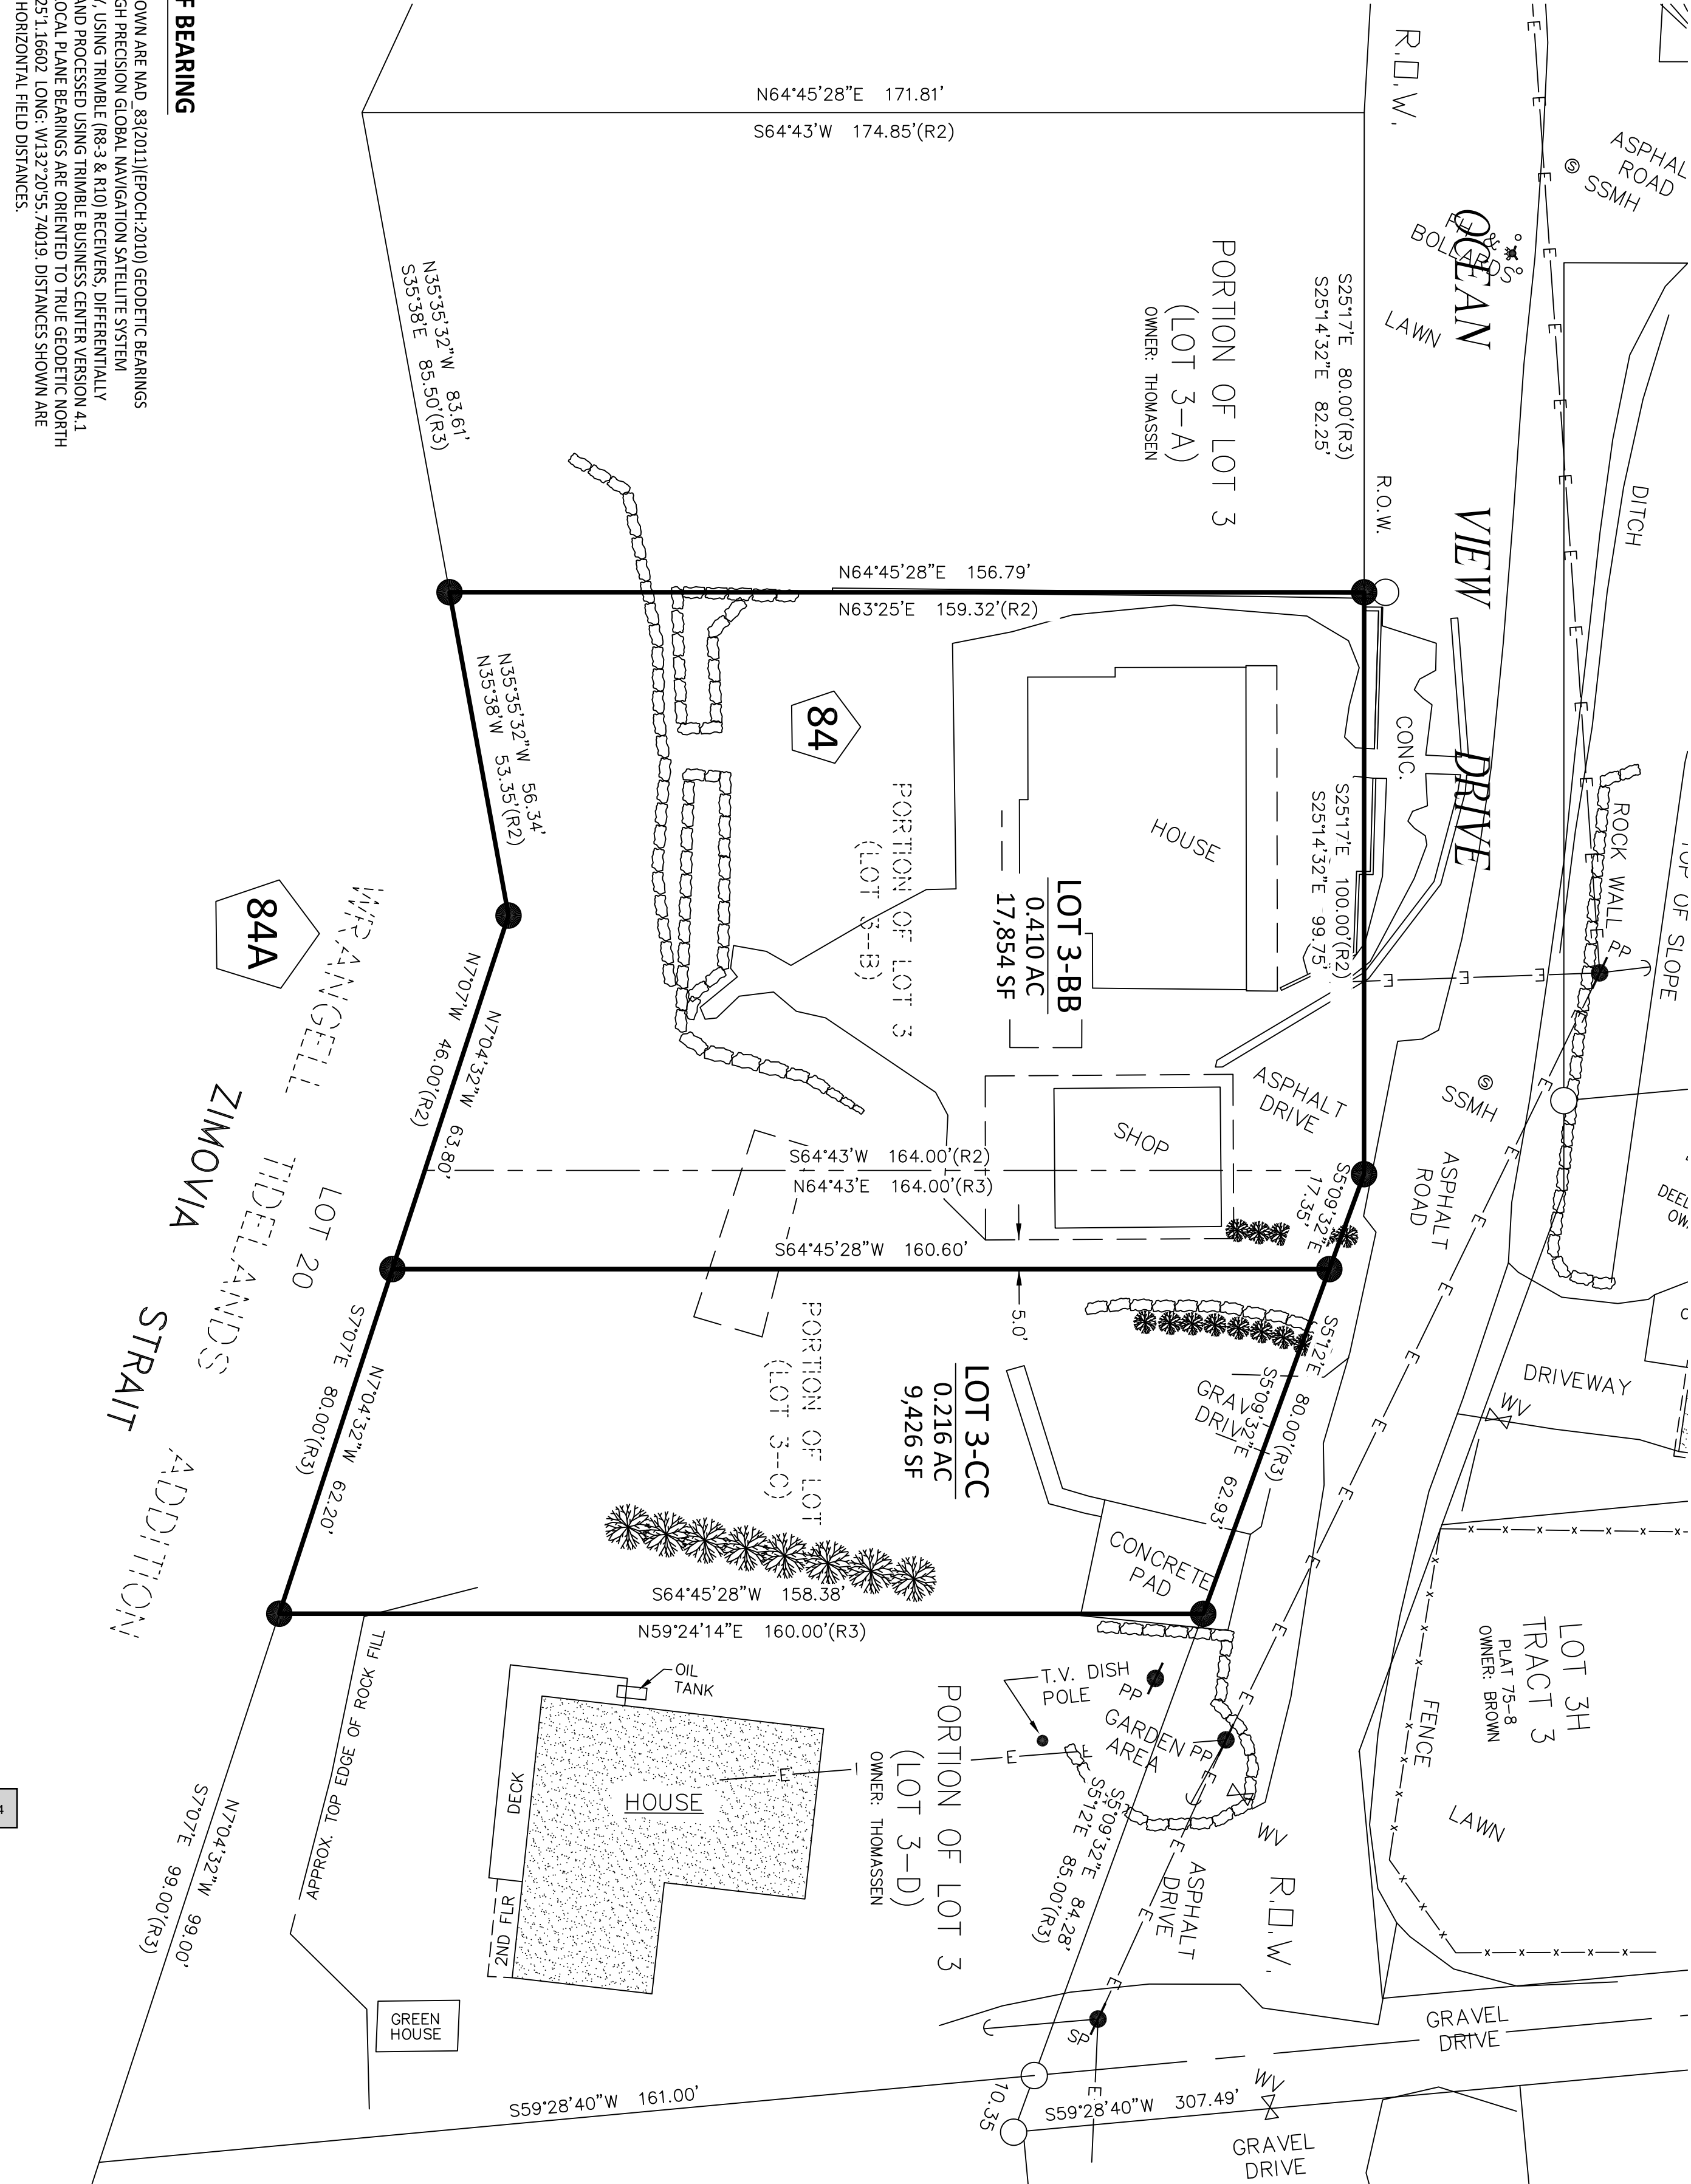 F BEARING
OWN ARE NAD_83(2011)(EPOCH:2010) GEODETIC BEARINGS
GH PRECISION GLOBAL NAVIGATION SATELLITE SYSTEM
, USING TRIMBLE (R8-3 & R10) RECEIVERS, DIFFERENTIALLY
AND PROCESSED USING TRIMBLE BUSINESS CENTER VERSION 4.1
LOCAL PLANE BEARINGS ARE ORIENTED TO TRUE GEODETIC NORTH
25'1.16602 LONG: W132°20'55.74019. DISTANCES SHOWN ARE
HORIZONTAL FIELD DISTANCES.
N64°45'28"E 171.81'
S64°43'W 174.85'(R2)
R.O.W.
ASPHAL
ROAD
SSMH
S
FH &
BOLLARDS
OCEAN VIEW DRIVE
LAWN
DITCH
R.O.W.
S25°17'E 80.00'(R3)
S25°14'32"E 82.25'
PORTION OF LOT 3
(LOT 3-A)
OWNER: THOMASSEN
N35°35'32"W 83.61'
S35°38'E 85.50'(R3)
N64°45'28"E 156.79'
N63°25'E 159.32'(R2)
N35°35'32"W 56.34'
N35°38'W 53.35'(R2)
84
CONC.
HOUSE
S25°17'E 100.00'(R2)
S25°14'32"E 99.75'
ROCK WALL
PP
TOP OF SLOPE
PORTION OF LOT 3
(LOT 3-B)
LOT 3-BB
0.410 AC
17,854 SF
84A
N7°04'32"W 63.80'
N7°07'W 46.00'(R2)
WRANGELL TIDELANDS ADDITION
LOT 20
ZIMOVIA STRAIT
ASPHALT
DRIVE
SHOP
S
SSMH
ASPHALT
ROAD
DEED
OW
S64°43'W 164.00'(R2)
N64°43'E 164.00'(R3)
S5°09'32"E
17.35'
S64°45'28"W 160.60'
5.0'
S5°12'E 80.00'(R3)
S5°09'32"E 62.93'
GRAVEL
DRIVE
DRIVEWAY
WV
PORTION OF LOT
(LOT 3-C)
LOT 3-CC
0.216 AC
9,426 SF
N7°04'32"W 62.20'
S7°07'E 80.00'(R3)
CONCRETE
PAD
S64°45'28"W 158.38'
N59°24'14"E 160.00'(R3)
LOT 3H
TRACT 3
PLAT 75-8
OWNER: BROWN
FENCE
LAWN
APPROX. TOP EDGE OF ROCK FILL
OIL
TANK
T.V. DISH
POLE
PP
GARDEN
AREA
PP
PORTION OF LOT 3
(LOT 3-D)
OWNER: THOMASSEN
DECK
HOUSE
2ND FLR
S5°09'32"E 84.28'
S5°12'E 85.00'(R3)
WV
R.O.W.
ASPHALT
DRIVE
N7°04'32"W 99.00'
S7°07'E 99.00'(R3)
GREEN
HOUSE
SP
GRAVEL
DRIVE
S59°28'40"W 161.00'
10.35
S59°28'40"W 307.49'
WV
GRAVEL
DRIVE
4